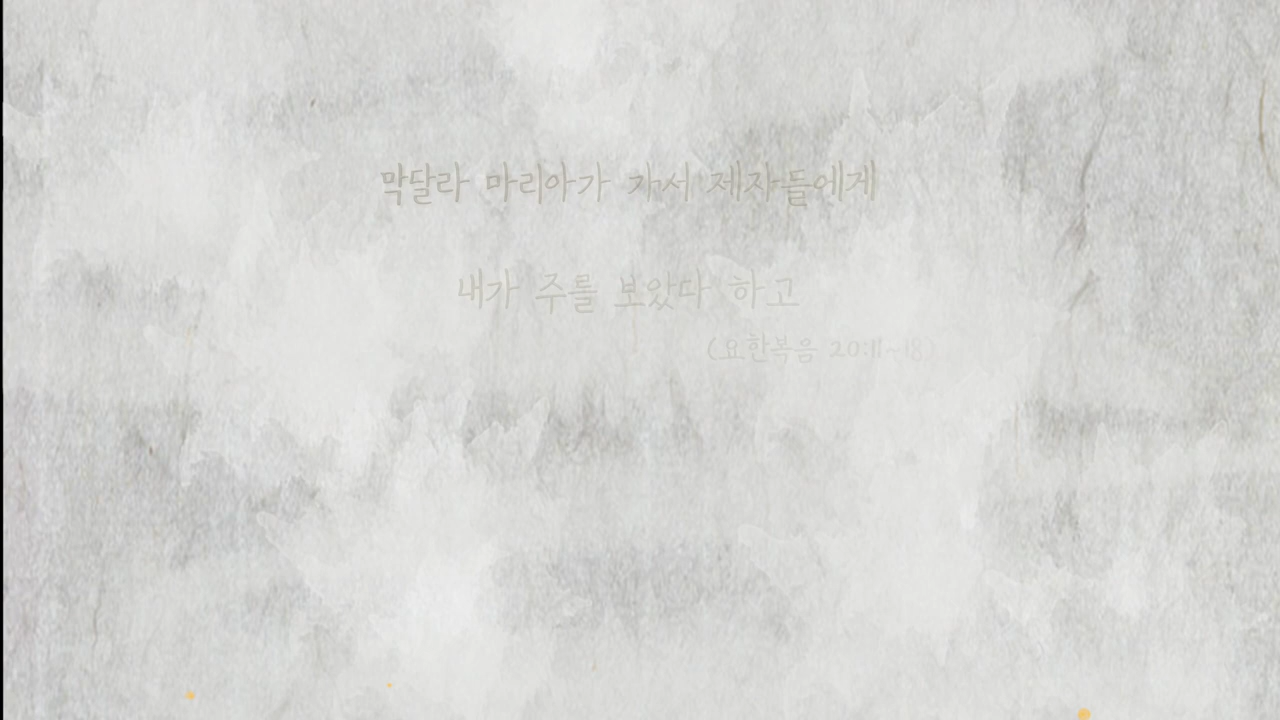 막달라 마리아가 가서 제자들에게
내가 주를 보았다 하고
(요한복음 20:11-18)